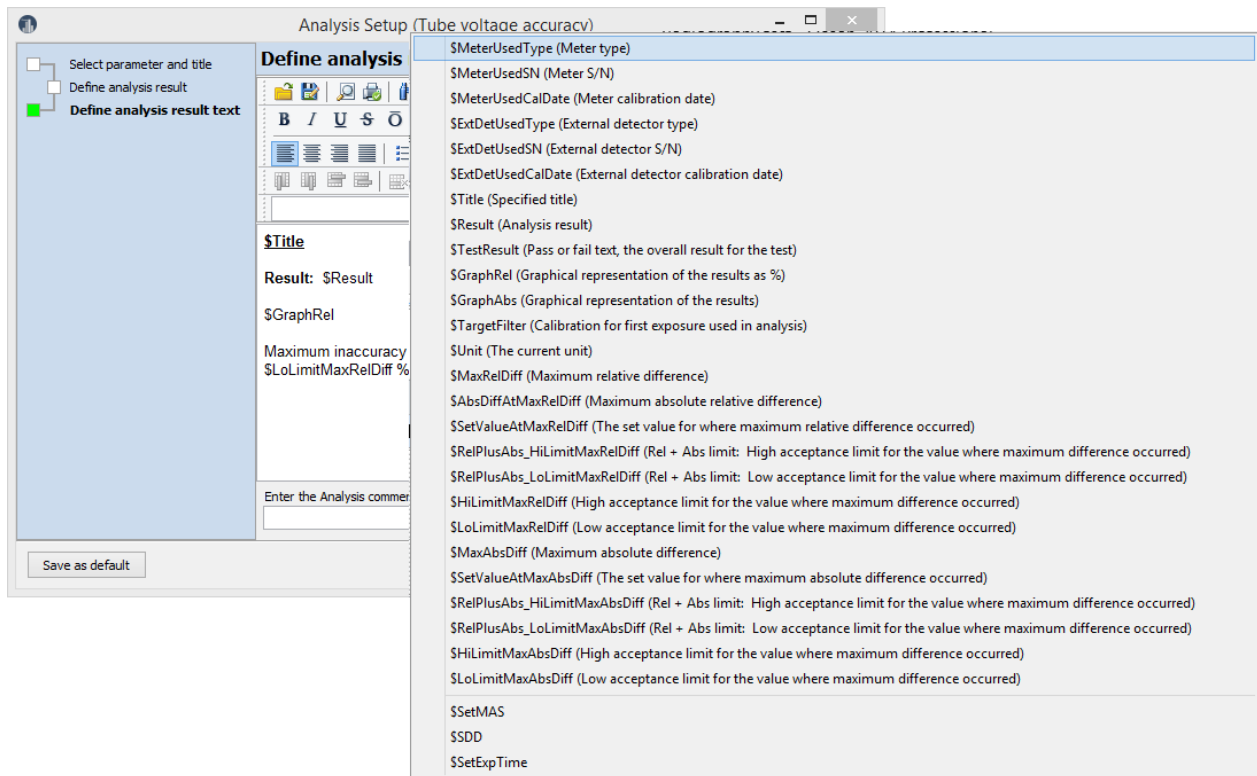 Analysis Setup (Tube voltage accuracy)
Select parameter and title
Define analysis result
Define analysis result text
Define analysis
B I U S O
$Title
Result: $Result
$GraphRel
Maximum inaccuracy
$LoLimitMaxRelDiff %
Enter the Analysis commen
Save as default
$MeterUsedType (Meter type)
$MeterUsedSN (Meter S/N)
$MeterUsedCalDate (Meter calibration date)
$ExtDetUsedType (External detector type)
$ExtDetUsedSN (External detector S/N)
$ExtDetUsedCalDate (External detector calibration date)
$Title (Specified title)
$Result (Analysis result)
$TestResult (Pass or fail text, the overall result for the test)
$GraphRel (Graphical representation of the results as %)
$GraphAbs (Graphical representation of the results)
$TargetFilter (Calibration for first exposure used in analysis)
$Unit (The current unit)
$MaxRelDiff (Maximum relative difference)
$AbsDiffAtMaxRelDiff (Maximum absolute relative difference)
$SetValueAtMaxRelDiff (The set value for where maximum relative difference occurred)
$RelPlusAbs_HiLimitMaxRelDiff (Rel + Abs limit: High acceptance limit for the value where maximum difference occurred)
$RelPlusAbs_LoLimitMaxRelDiff (Rel + Abs limit: Low acceptance limit for the value where maximum difference occurred)
$HiLimitMaxRelDiff (High acceptance limit for the value where maximum difference occurred)
$LoLimitMaxRelDiff (Low acceptance limit for the value where maximum difference occurred)
$MaxAbsDiff (Maximum absolute difference)
$SetValueAtMaxAbsDiff (The set value for where maximum absolute difference occurred)
$RelPlusAbs_HiLimitMaxAbsDiff (Rel + Abs limit: High acceptance limit for the value where maximum difference occurred)
$RelPlusAbs_LoLimitMaxAbsDiff (Rel + Abs limit: Low acceptance limit for the value where maximum difference occurred)
$HiLimitMaxAbsDiff (High acceptance limit for the value where maximum difference occurred)
$LoLimitMaxAbsDiff (Low acceptance limit for the value where maximum difference occurred)
$SetMAS
$SDD
$SetExpTime